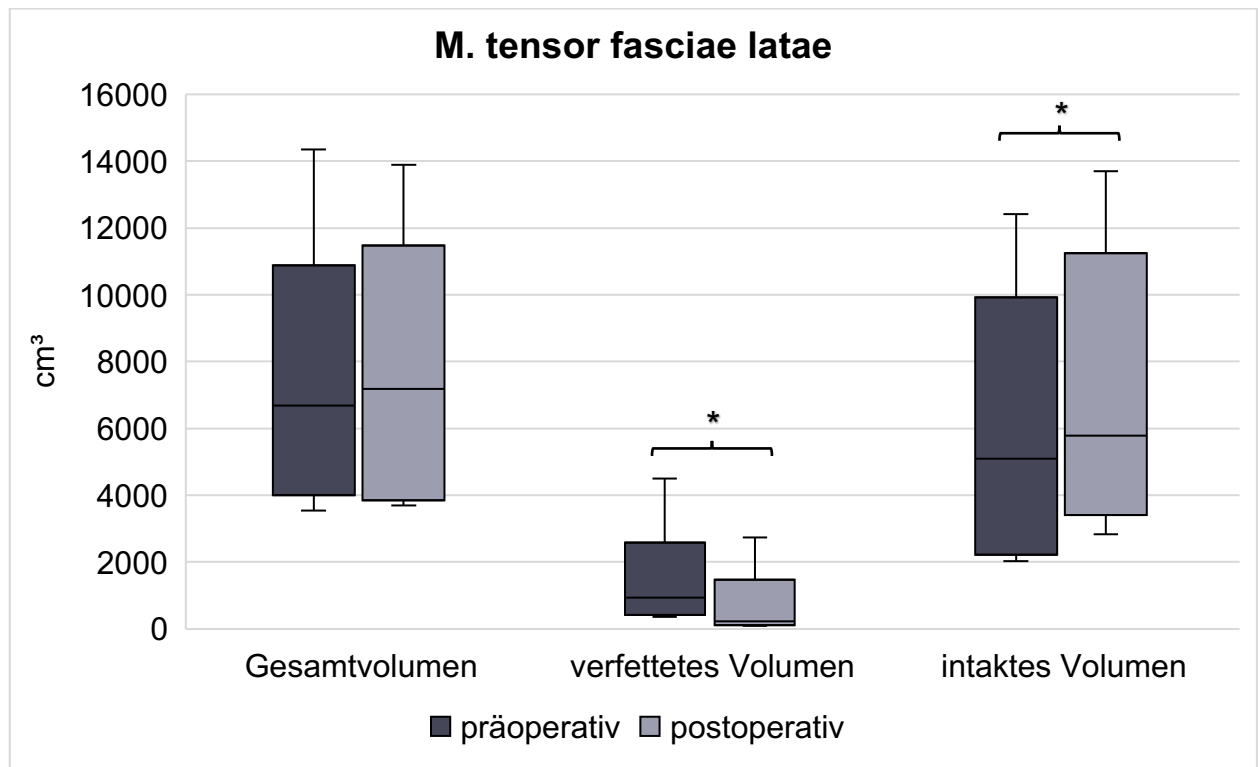 M. tensor fasciae latae
16000
14000
12000
10000
8000
6000
4000
2000
0
cm³
*
*
Gesamtvolumen verfettetes Volumen intaktes Volumen
präoperativ postoperativ